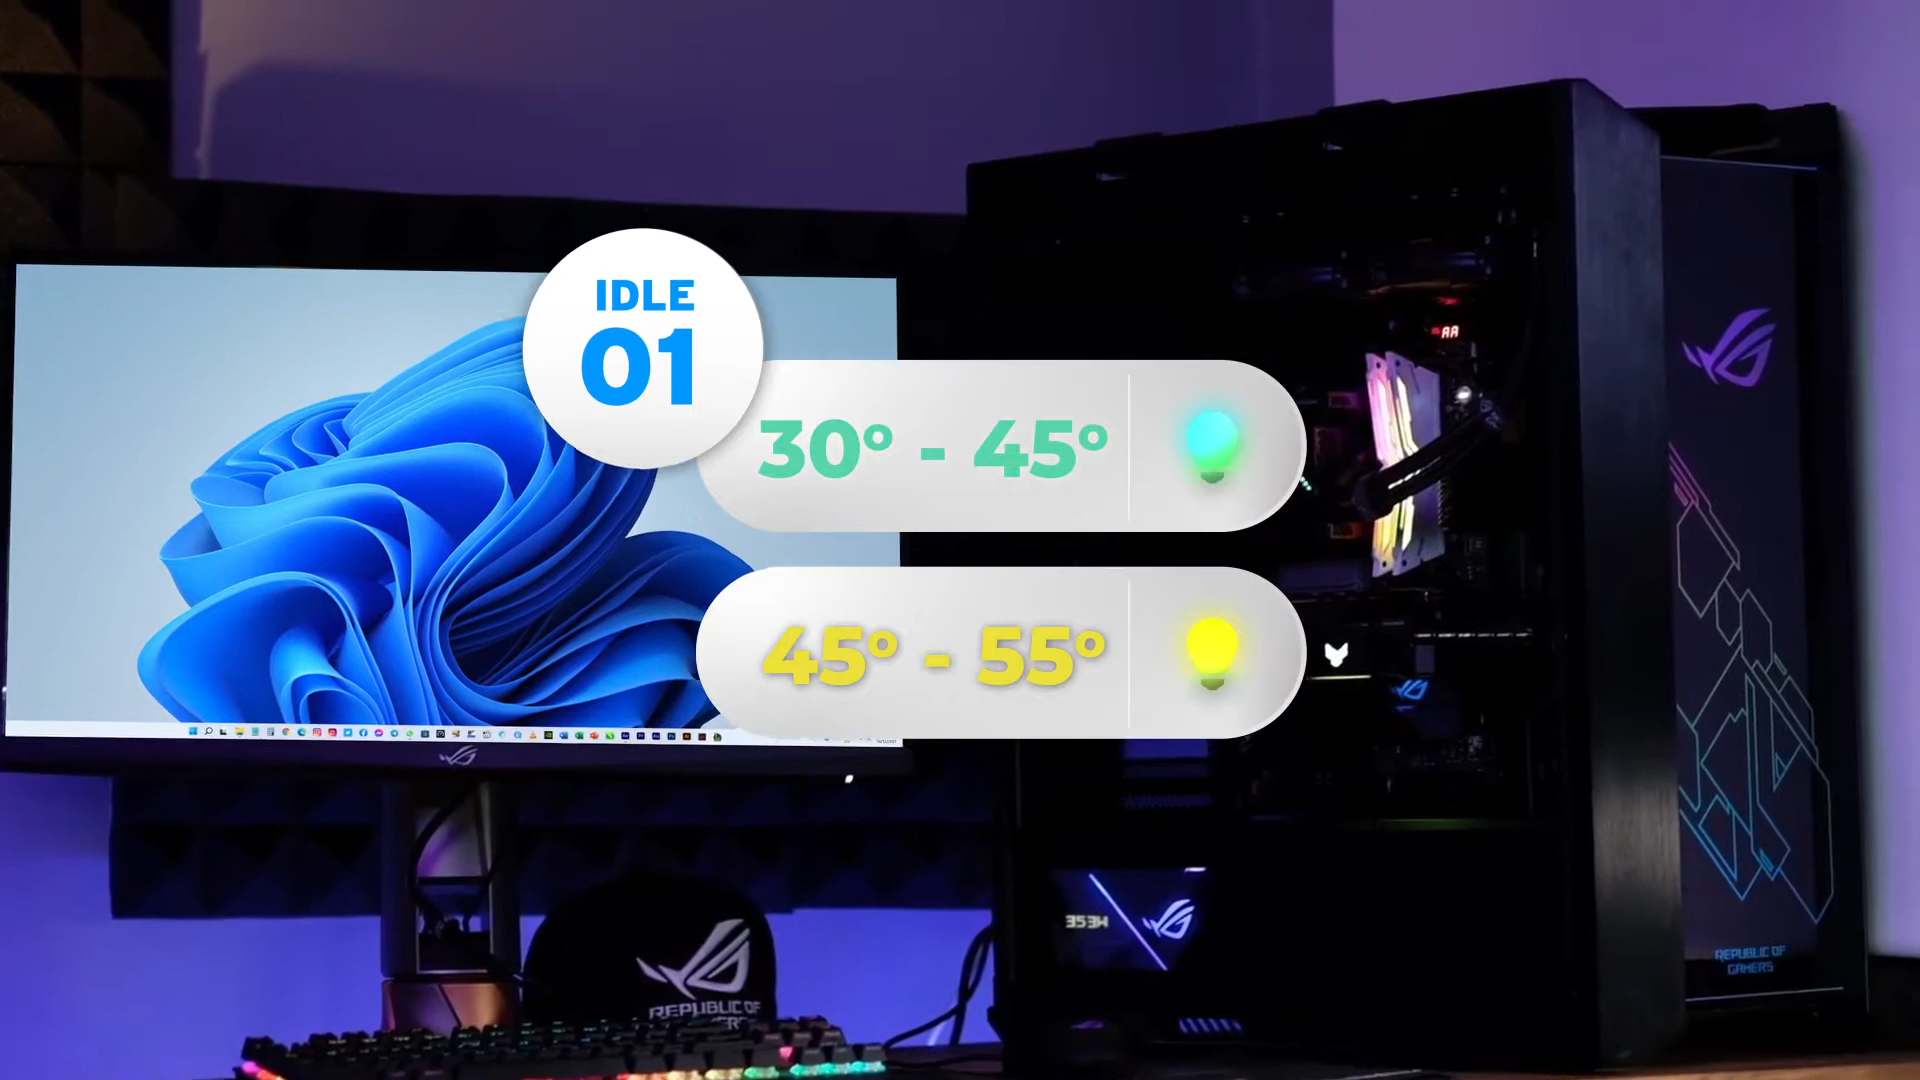 IDLE
01
30° - 45°
45° - 55°
AA
353W
REPUBLIC OF
GAMERS
REPUBLIC OF